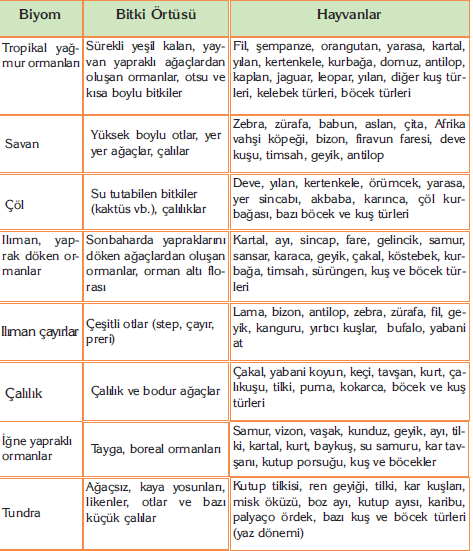 Biyom
Bitki Örtüsü
Hayvanlar
Tropikal yağ-
mur ormanları
Sürekli yeşil kalan, yay-
van yapraklı ağaçlardan
oluşan ormanlar, otsu ve
kısa boylu bitkiler
Fil, şempanze, orangutan, yarasa, kartal,
yılan, kertenkele, kurbağa, domuz, antilop,
kaplan, jaguar, leopar, yılan, diğer kuş tür-
leri, kelebek türleri, böcek türleri
Savan
Yüksek boylu otlar, yer
yer ağaçlar, çalılar
Zebra, zürafa, babun, aslan, çita, Afrika
vahşi köpeği, bizon, firavun faresi, deve
kuşu, timsah, geyik, antilop
Çöl
Su tutabilen bitkiler
(kaktüs vb.), çalılıklar
Deve, yılan, kertenkele, örümcek, yarasa,
yer sincabı, akbaba, karınca, çöl kur-
bağası, bazı böcek ve kuş türleri
Ilıman, yap-
rak döken or-
manlar
Sonbaharda yapraklarını
döken ağaçlardan oluşan
ormanlar, orman altı flo-
rası
Kartal, ayı, sincap, fare, gelincik, samur,
sansar, karaca, geyik, çakal, köstebek, kur-
bağa, timsah, sürüngen, kuş ve böcek tür-
leri
Ilıman çayırlar
Çeşitli otlar (step, çayır,
preri)
Lama, bizon, antilop, zebra, zürafa, fil, ge-
yik, kanguru, yırtıcı kuşlar, bufalo, yabani
at
Çalılık
Çalılık ve bodur ağaçlar
Çakal, yabani koyun, keçi, tavşan, kurt, ça-
lıkuşu, tilki, puma, kokarca, böcek ve kuş
türleri
İğne yapraklı
ormanlar
Tayga, boreal ormanları
Samur, vizon, vaşak, kunduz, geyik, ayı, til-
ki, kartal, kurt, baykuş, su samuru, kar tav-
şanı, kutup porsuğu, kuş ve böcekler
Tundra
Ağaçsız, kaya yosunları,
likenler, otlar ve bazı
küçük çalılar
Kutup tilkisi, ren geyiği, tilki, kar kuşları,
misk öküzü, boz ayı, kutup ayısı, karibu,
palyaço ördek, bazı kuş ve böcek türleri
(yaz dönemi)